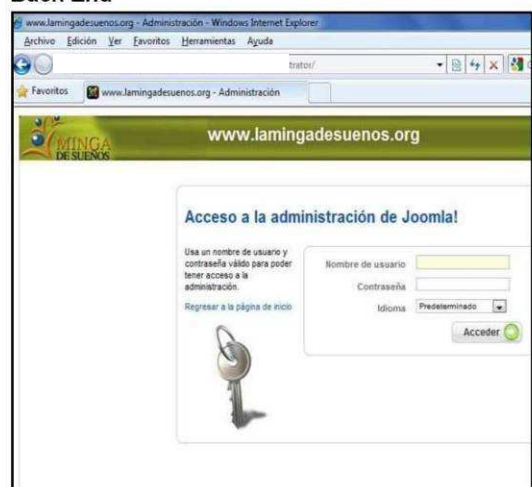 Back End
www.lamingadesuenos.org - Administración - Windows Internet Explorer
Archivo Edición Ver Favoritos Herramientas Ayuda
trator/
Favoritos www.lamingadesuenos.org - Administración
MINGA
DE SUEÑOS
www.lamingadesuenos.org
Acceso a la administración de Joomla!
Usa un nombre de usuario y
contraseña válido para poder
tener acceso a la
administración.
Regresar a la página de inicio
Nombre de usuario
Contraseña
Idioma Predeterminado
Acceder